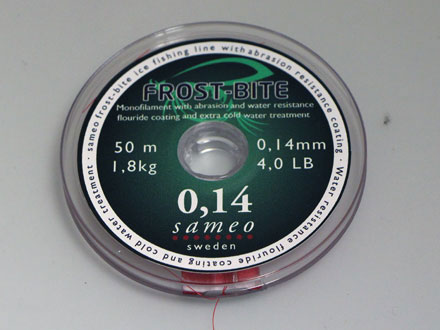 FROST-BITE
Monofilament with abrasion and water resistance
flouride coating and extra cold water treatment
50 m 0,14mm
1,8kg 4,0 LB
0,14
sameo
sweden
sameo frost-bite ice fishing line with abrasion resistance coating · Water resistance flouride coating and cold water treatment ·